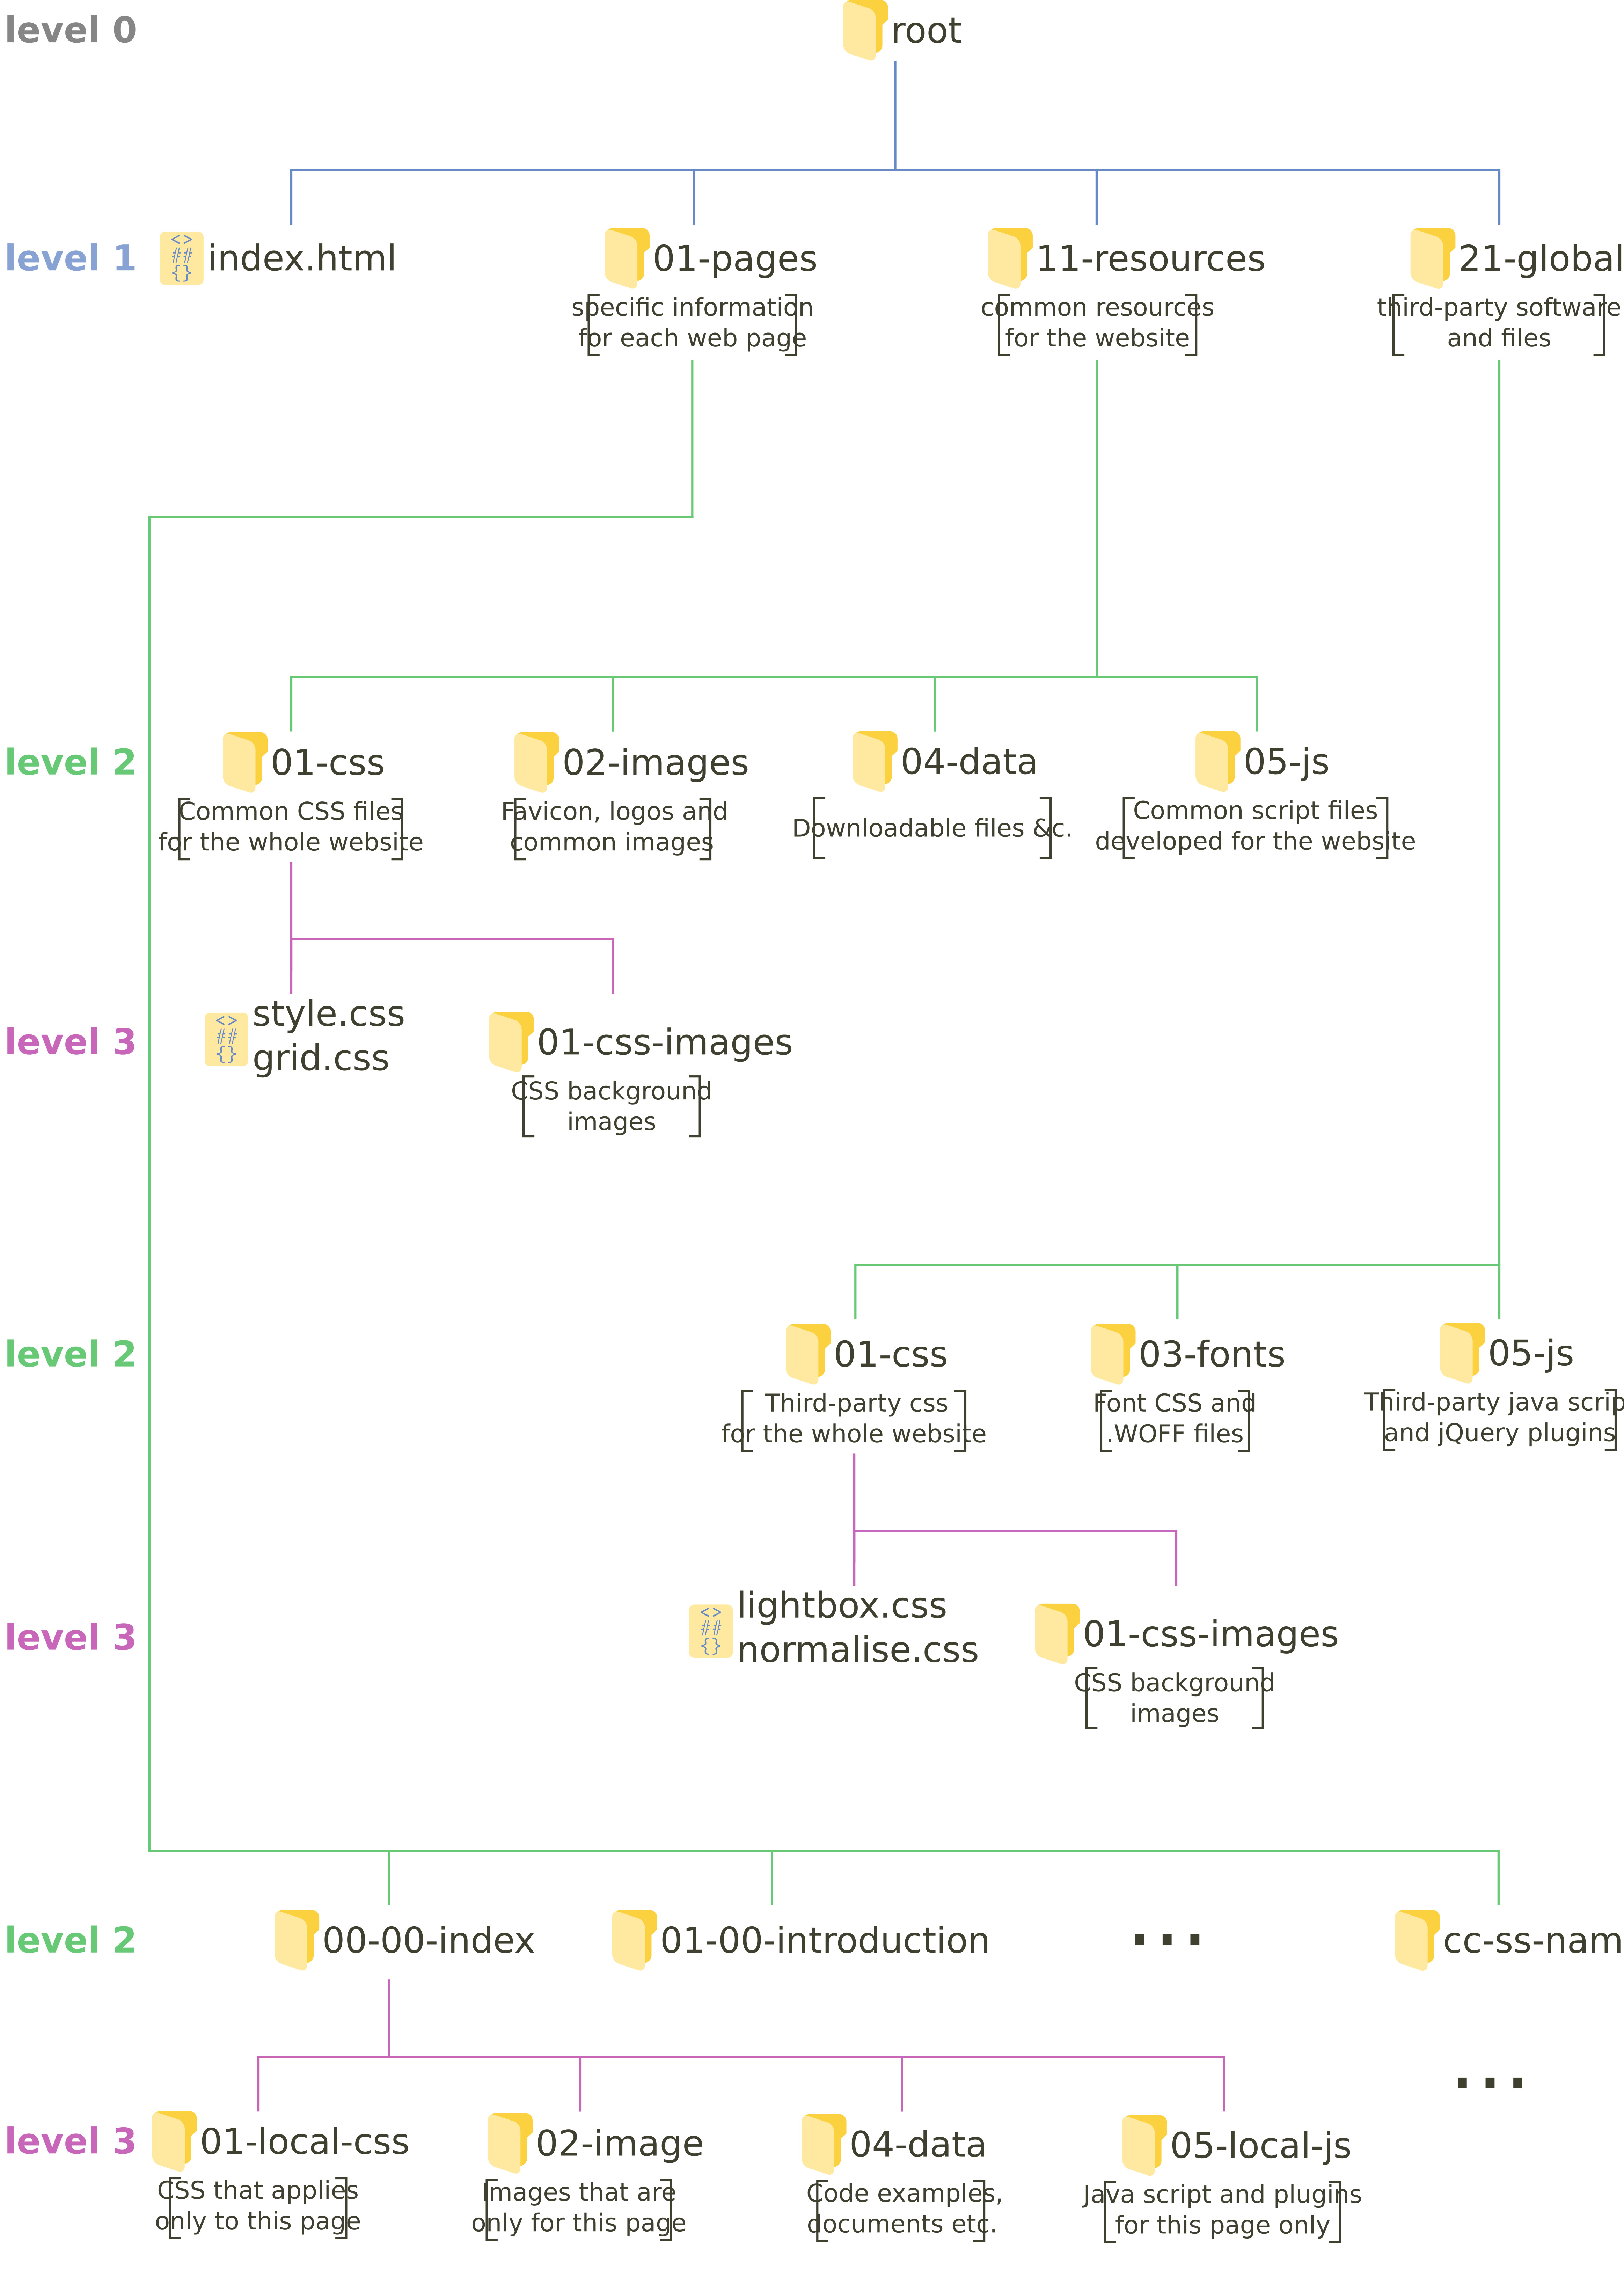 level 0
root
level 1
<>
##
{}
index.html
01-pages
specific information
for each web page
11-resources
common resources
for the website
21-global
third-party software
and files
level 2
01-css
Common CSS files
for the whole website
02-images
Favicon, logos and
common images
04-data
Downloadable files &c.
05-js
Common script files
developed for the website
level 3
<>
##
{}
style.css
grid.css
01-css-images
CSS background
images
level 2
01-css
Third-party css
for the whole website
03-fonts
Font CSS and
.WOFF files
05-js
Third-party java scrip
and jQuery plugins
level 3
<>
##
{}
lightbox.css
normalise.css
01-css-images
CSS background
images
level 2
00-00-index
01-00-introduction
...
cc-ss-nam
...
level 3
01-local-css
CSS that applies
only to this page
02-image
Images that are
only for this page
04-data
Code examples,
documents etc.
05-local-js
Java script and plugins
for this page only